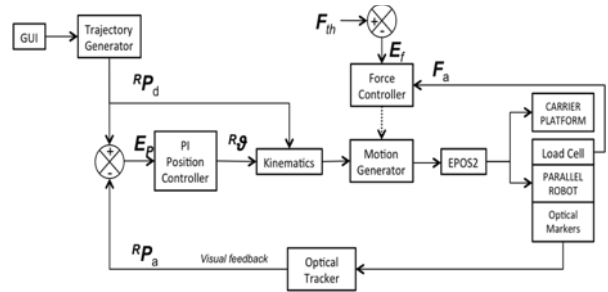 GUI
Trajectory
Generator
F_th
+
-
E_f
Force
Controller
F_a
CARRIER
PLATFORM
^R P_d
+
-
E_P
PI
Position
Controller
^R ϑ
Kinematics
Motion
Generator
EPOS2
Load Cell
PARALLEL
ROBOT
Optical
Markers
^R P_a
Visual feedback
Optical
Tracker